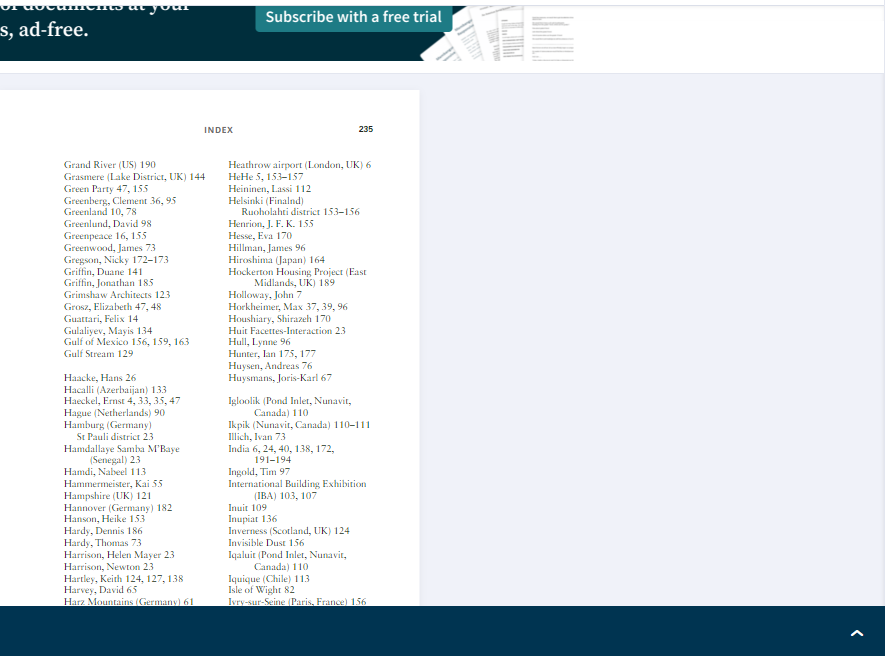 s, ad-free.
Subscribe with a free trial
INDEX
235
Grand River (US) 190
Grasmere (Lake District, UK) 144
Green Party 47, 155
Greenberg, Clement 36, 95
Greenland 10, 78
Greenlund, David 98
Greenpeace 16, 155
Greenwood, James 73
Gregson, Nicky 172–173
Griffin, Duane 141
Griffin, Jonathan 185
Grimshaw Architects 123
Grosz, Elizabeth 47, 48
Guattari, Felix 14
Gulaliyev, Mayis 134
Gulf of Mexico 156, 159, 163
Gulf Stream 129
Haacke, Hans 26
Hacalli (Azerbaijan) 133
Haeckel, Ernst 4, 33, 35, 47
Hague (Netherlands) 90
Hamburg (Germany)
St Pauli district 23
Hamdallaye Samba M'Baye
(Senegal) 23
Hamdi, Nabeel 113
Hammermeister, Kai 55
Hampshire (UK) 121
Hannover (Germany) 182
Hanson, Heike 153
Hardy, Dennis 186
Hardy, Thomas 73
Harrison, Helen Mayer 23
Harrison, Newton 23
Hartley, Keith 124, 127, 138
Harvey, David 65
Harz Mountains (Germany) 61
Heathrow airport (London, UK) 6
HeHe 5, 153–157
Heininen, Lassi 112
Helsinki (Finalnd)
Ruoholahti district 153–156
Henrion, J. F. K. 155
Hesse, Eva 170
Hillman, James 96
Hiroshima (Japan) 164
Hockerton Housing Project (East
Midlands, UK) 189
Holloway, John 7
Horkheimer, Max 37, 39, 96
Houshiary, Shirazeh 170
Huit Facettes-Interaction 23
Hull, Lynne 96
Hunter, Ian 175, 177
Huysen, Andreas 76
Huysmans, Joris-Karl 67
Igloolik (Pond Inlet, Nunavit,
Canada) 110
Ikpik (Nunavit, Canada) 110–111
Illich, Ivan 73
India 6, 24, 40, 138, 172,
191–194
Ingold, Tim 97
International Building Exhibition
(IBA) 103, 107
Inuit 109
Inupiat 136
Inverness (Scotland, UK) 124
Invisible Dust 156
Iqaluit (Pond Inlet, Nunavit,
Canada) 110
Iquique (Chile) 113
Isle of Wight 82
Ivry-sur-Seine (Paris, France) 156